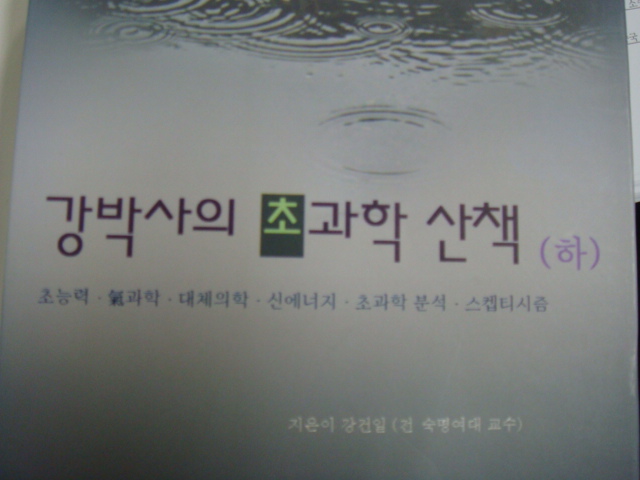 강박사의 초과학 산책 (하)
초능력 · 氣과학 · 대체의학 · 신에너지 · 초과학 분석 · 스켑티시즘
지은이 강건일 (전 숙명여대 교수)